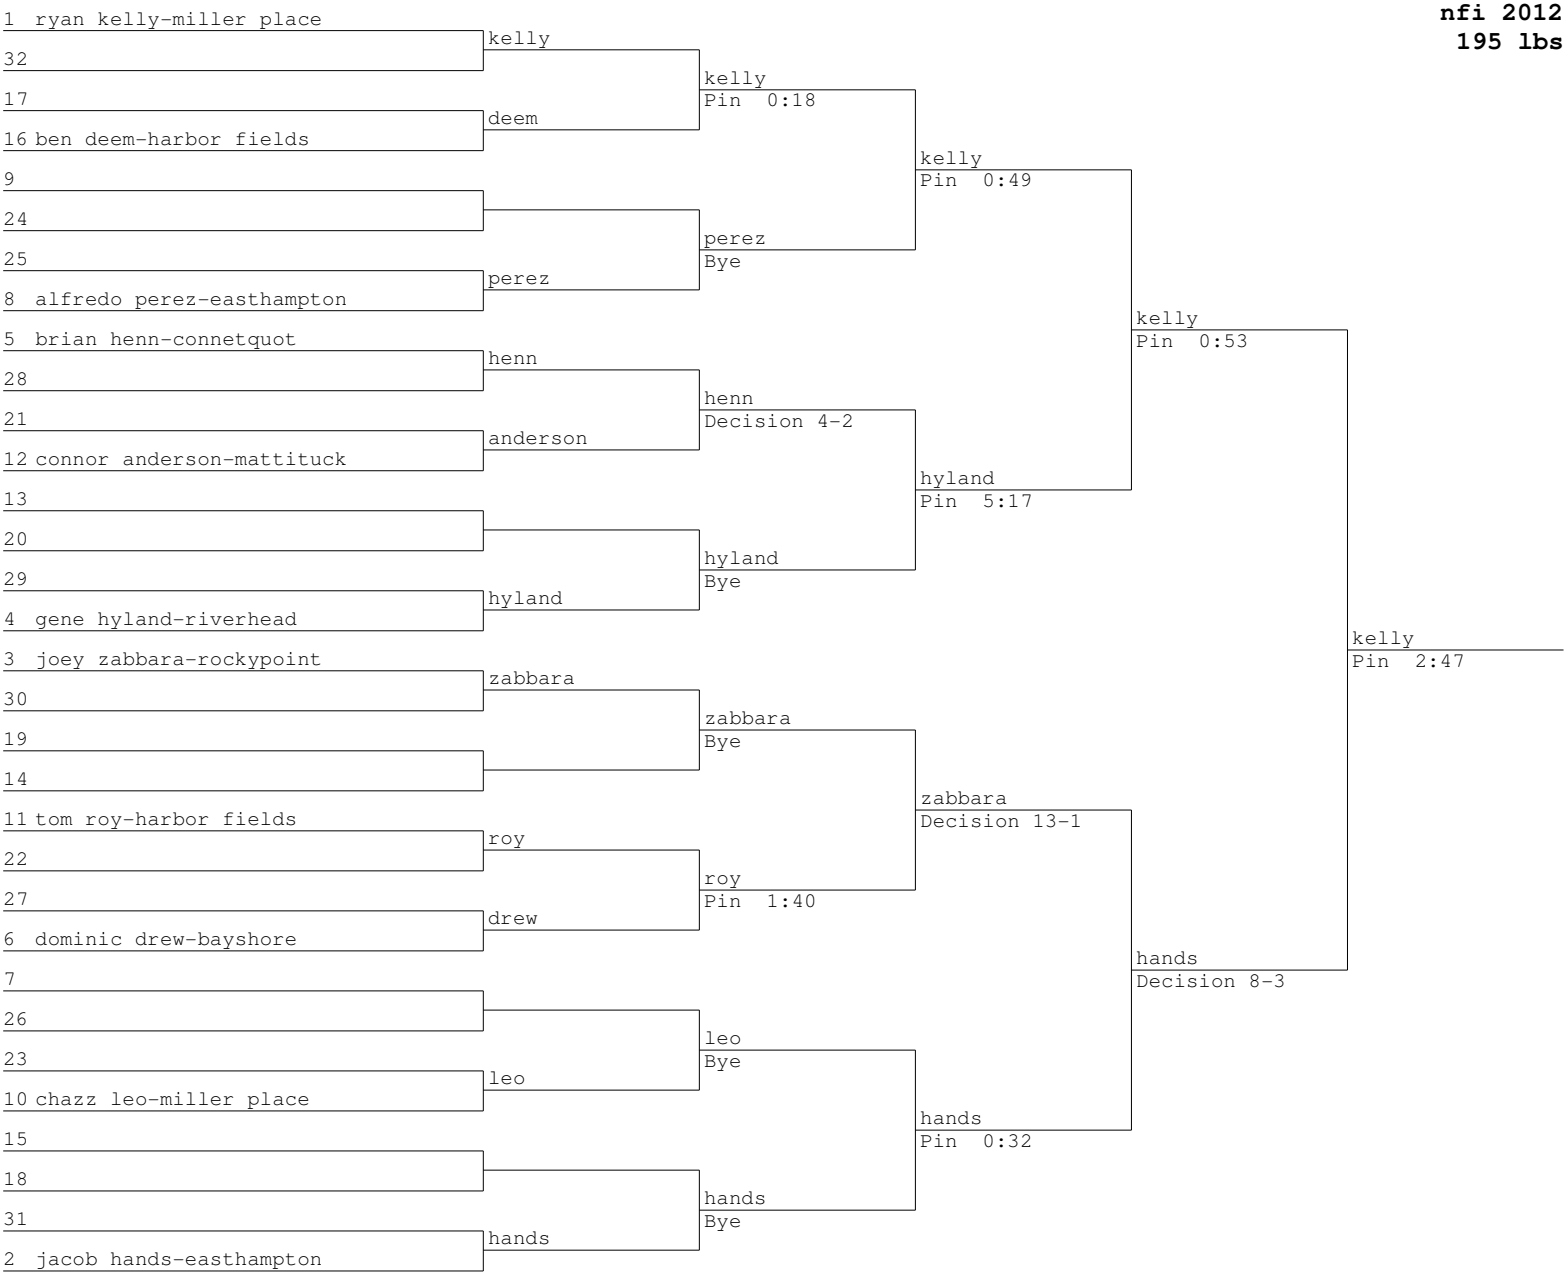 nfi 2012
195 lbs
1 ryan kelly-miller place
32
17
16 ben deem-harbor fields
9
24
25
8 alfredo perez-easthampton
5 brian henn-connetquot
28
21
12 connor anderson-mattituck
13
20
29
4 gene hyland-riverhead
3 joey zabbara-rockypoint
30
19
14
11 tom roy-harbor fields
22
27
6 dominic drew-bayshore
7
26
23
10 chazz leo-miller place
15
18
31
2 jacob hands-easthampton
kelly
deem
perez
henn
anderson
hyland
zabbara
roy
drew
leo
hands
kelly
Pin 0:18
perez
Bye
henn
Decision 4-2
hyland
Bye
zabbara
Bye
roy
Pin 1:40
leo
Bye
hands
Bye
kelly
Pin 0:49
hyland
Pin 5:17
zabbara
Decision 13-1
hands
Pin 0:32
kelly
Pin 0:53
hands
Decision 8-3
kelly
Pin 2:47